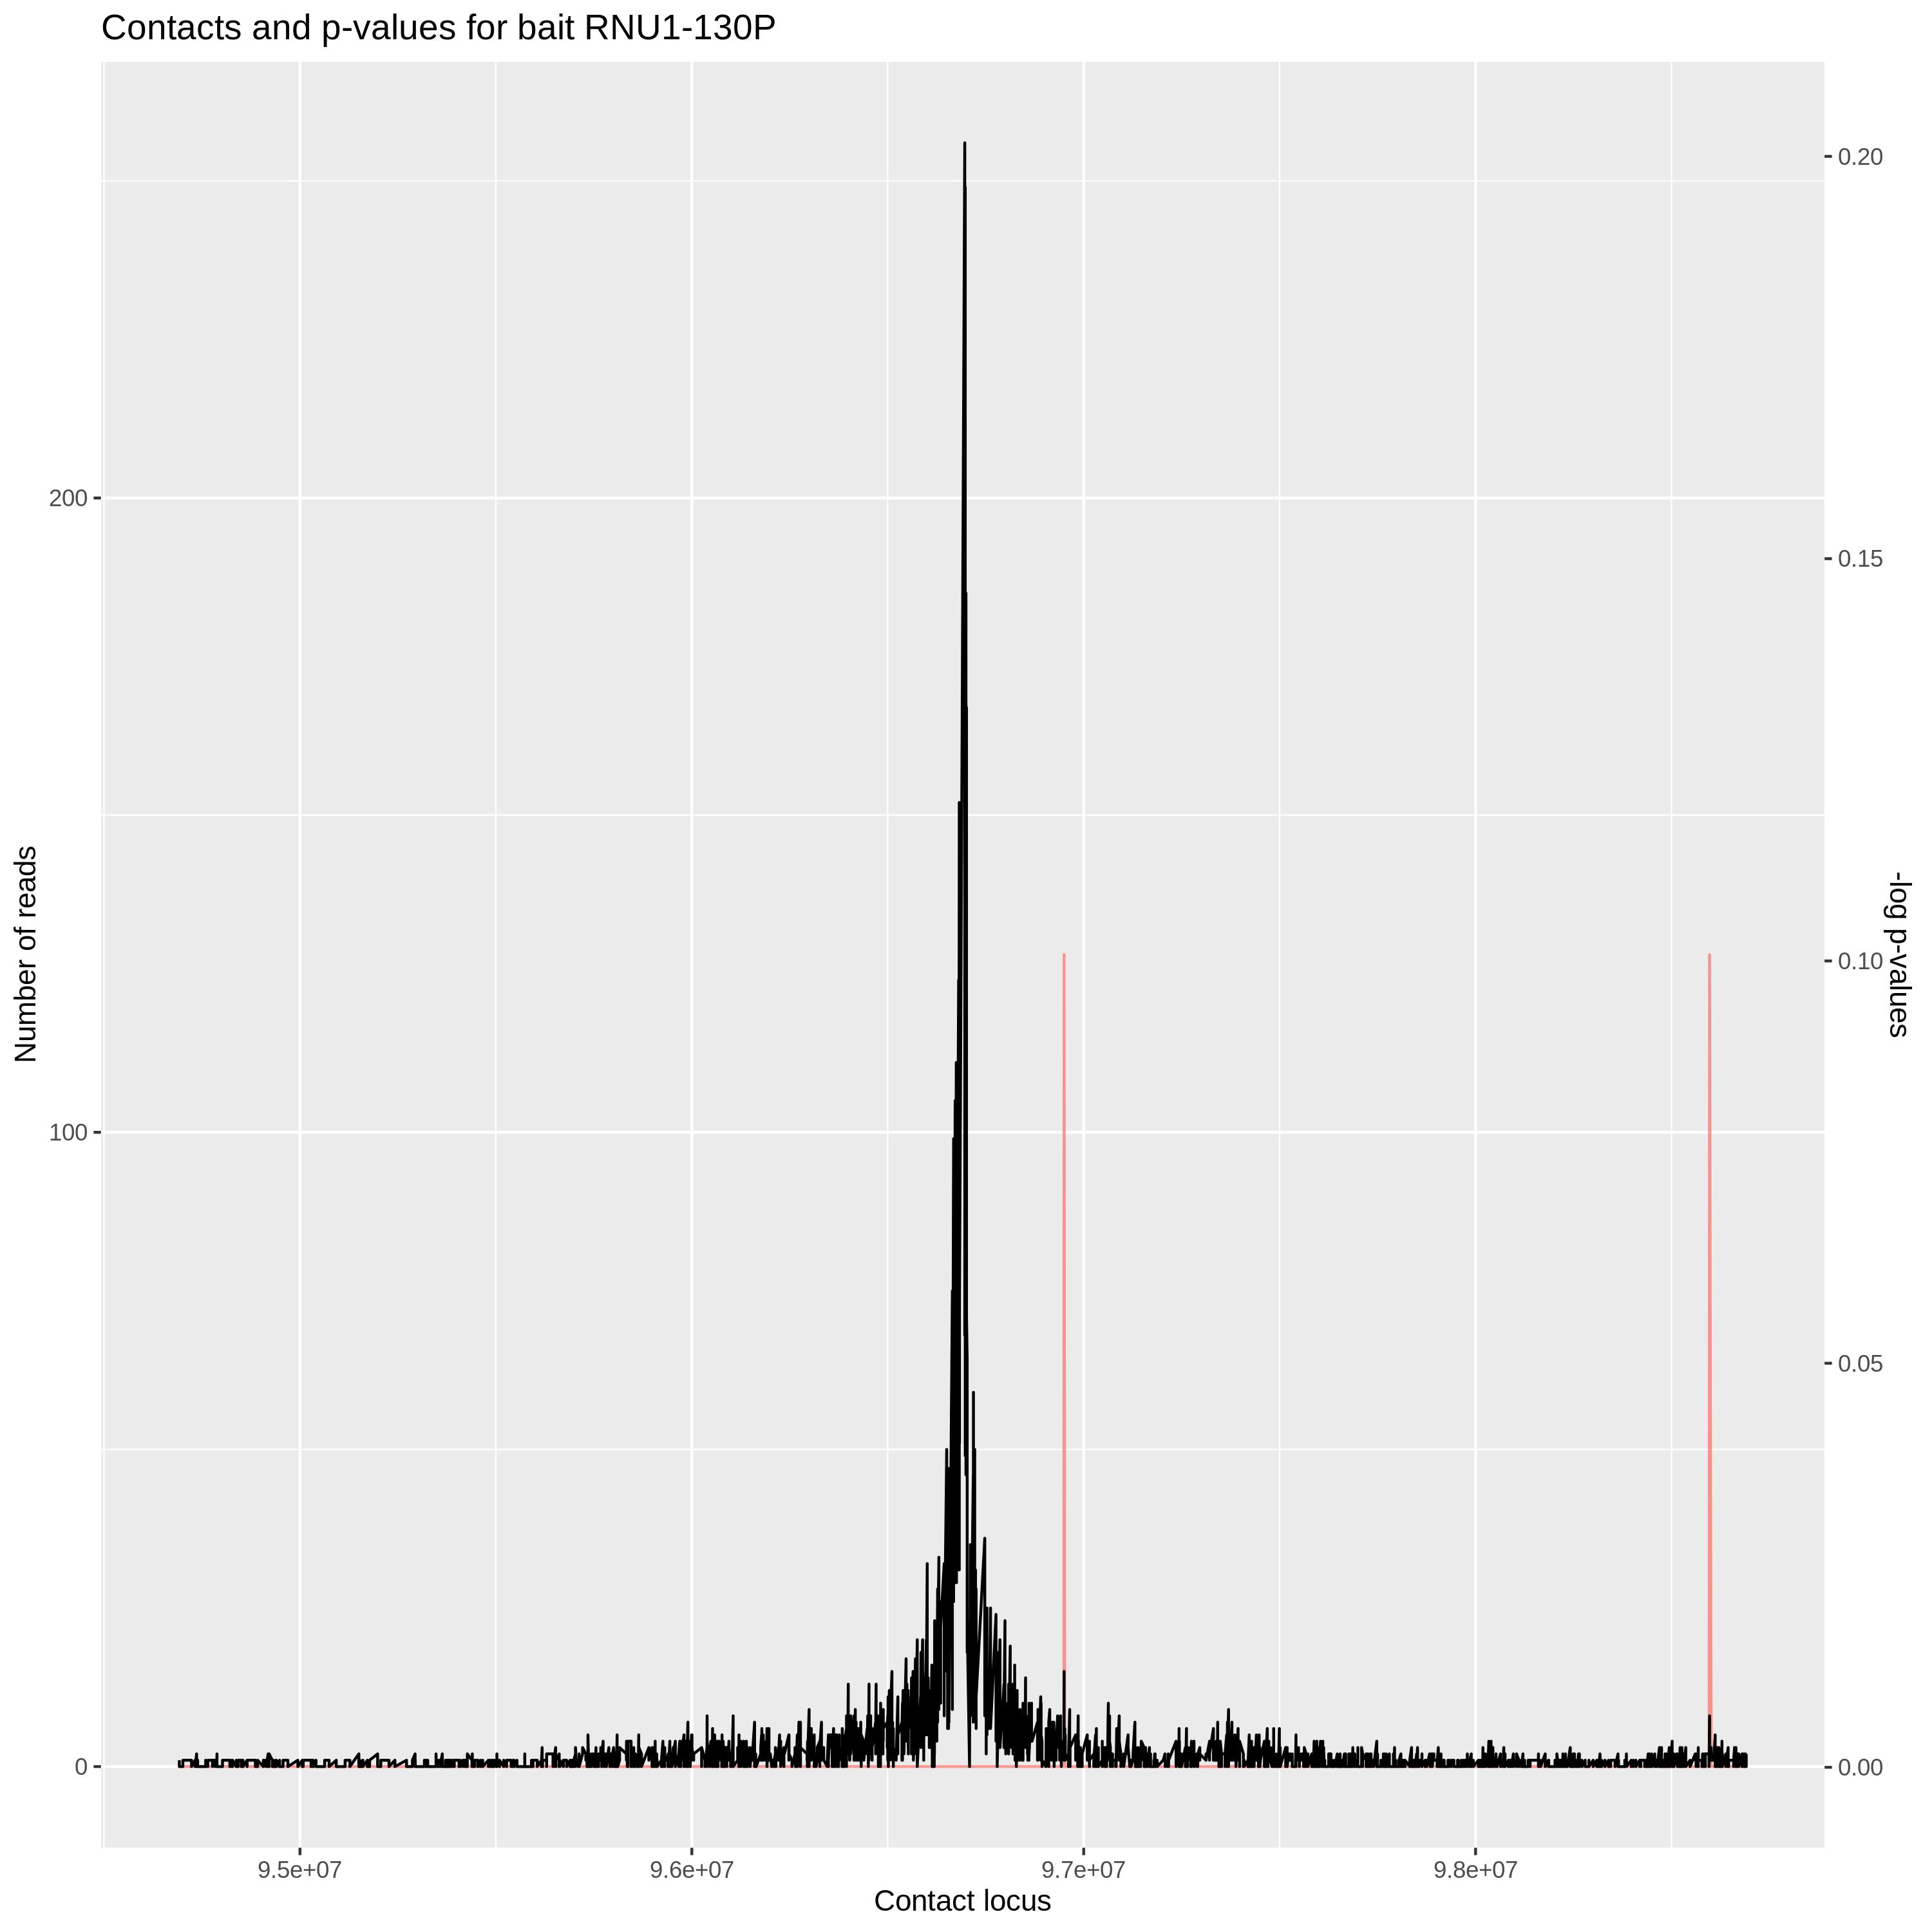 Contacts and p-values for bait RNU1-130P
Number of reads
200
100
0
0.20
0.15
0.10
0.05
0.00
-log p-values
9.5e+07
9.6e+07
9.7e+07
9.8e+07
Contact locus